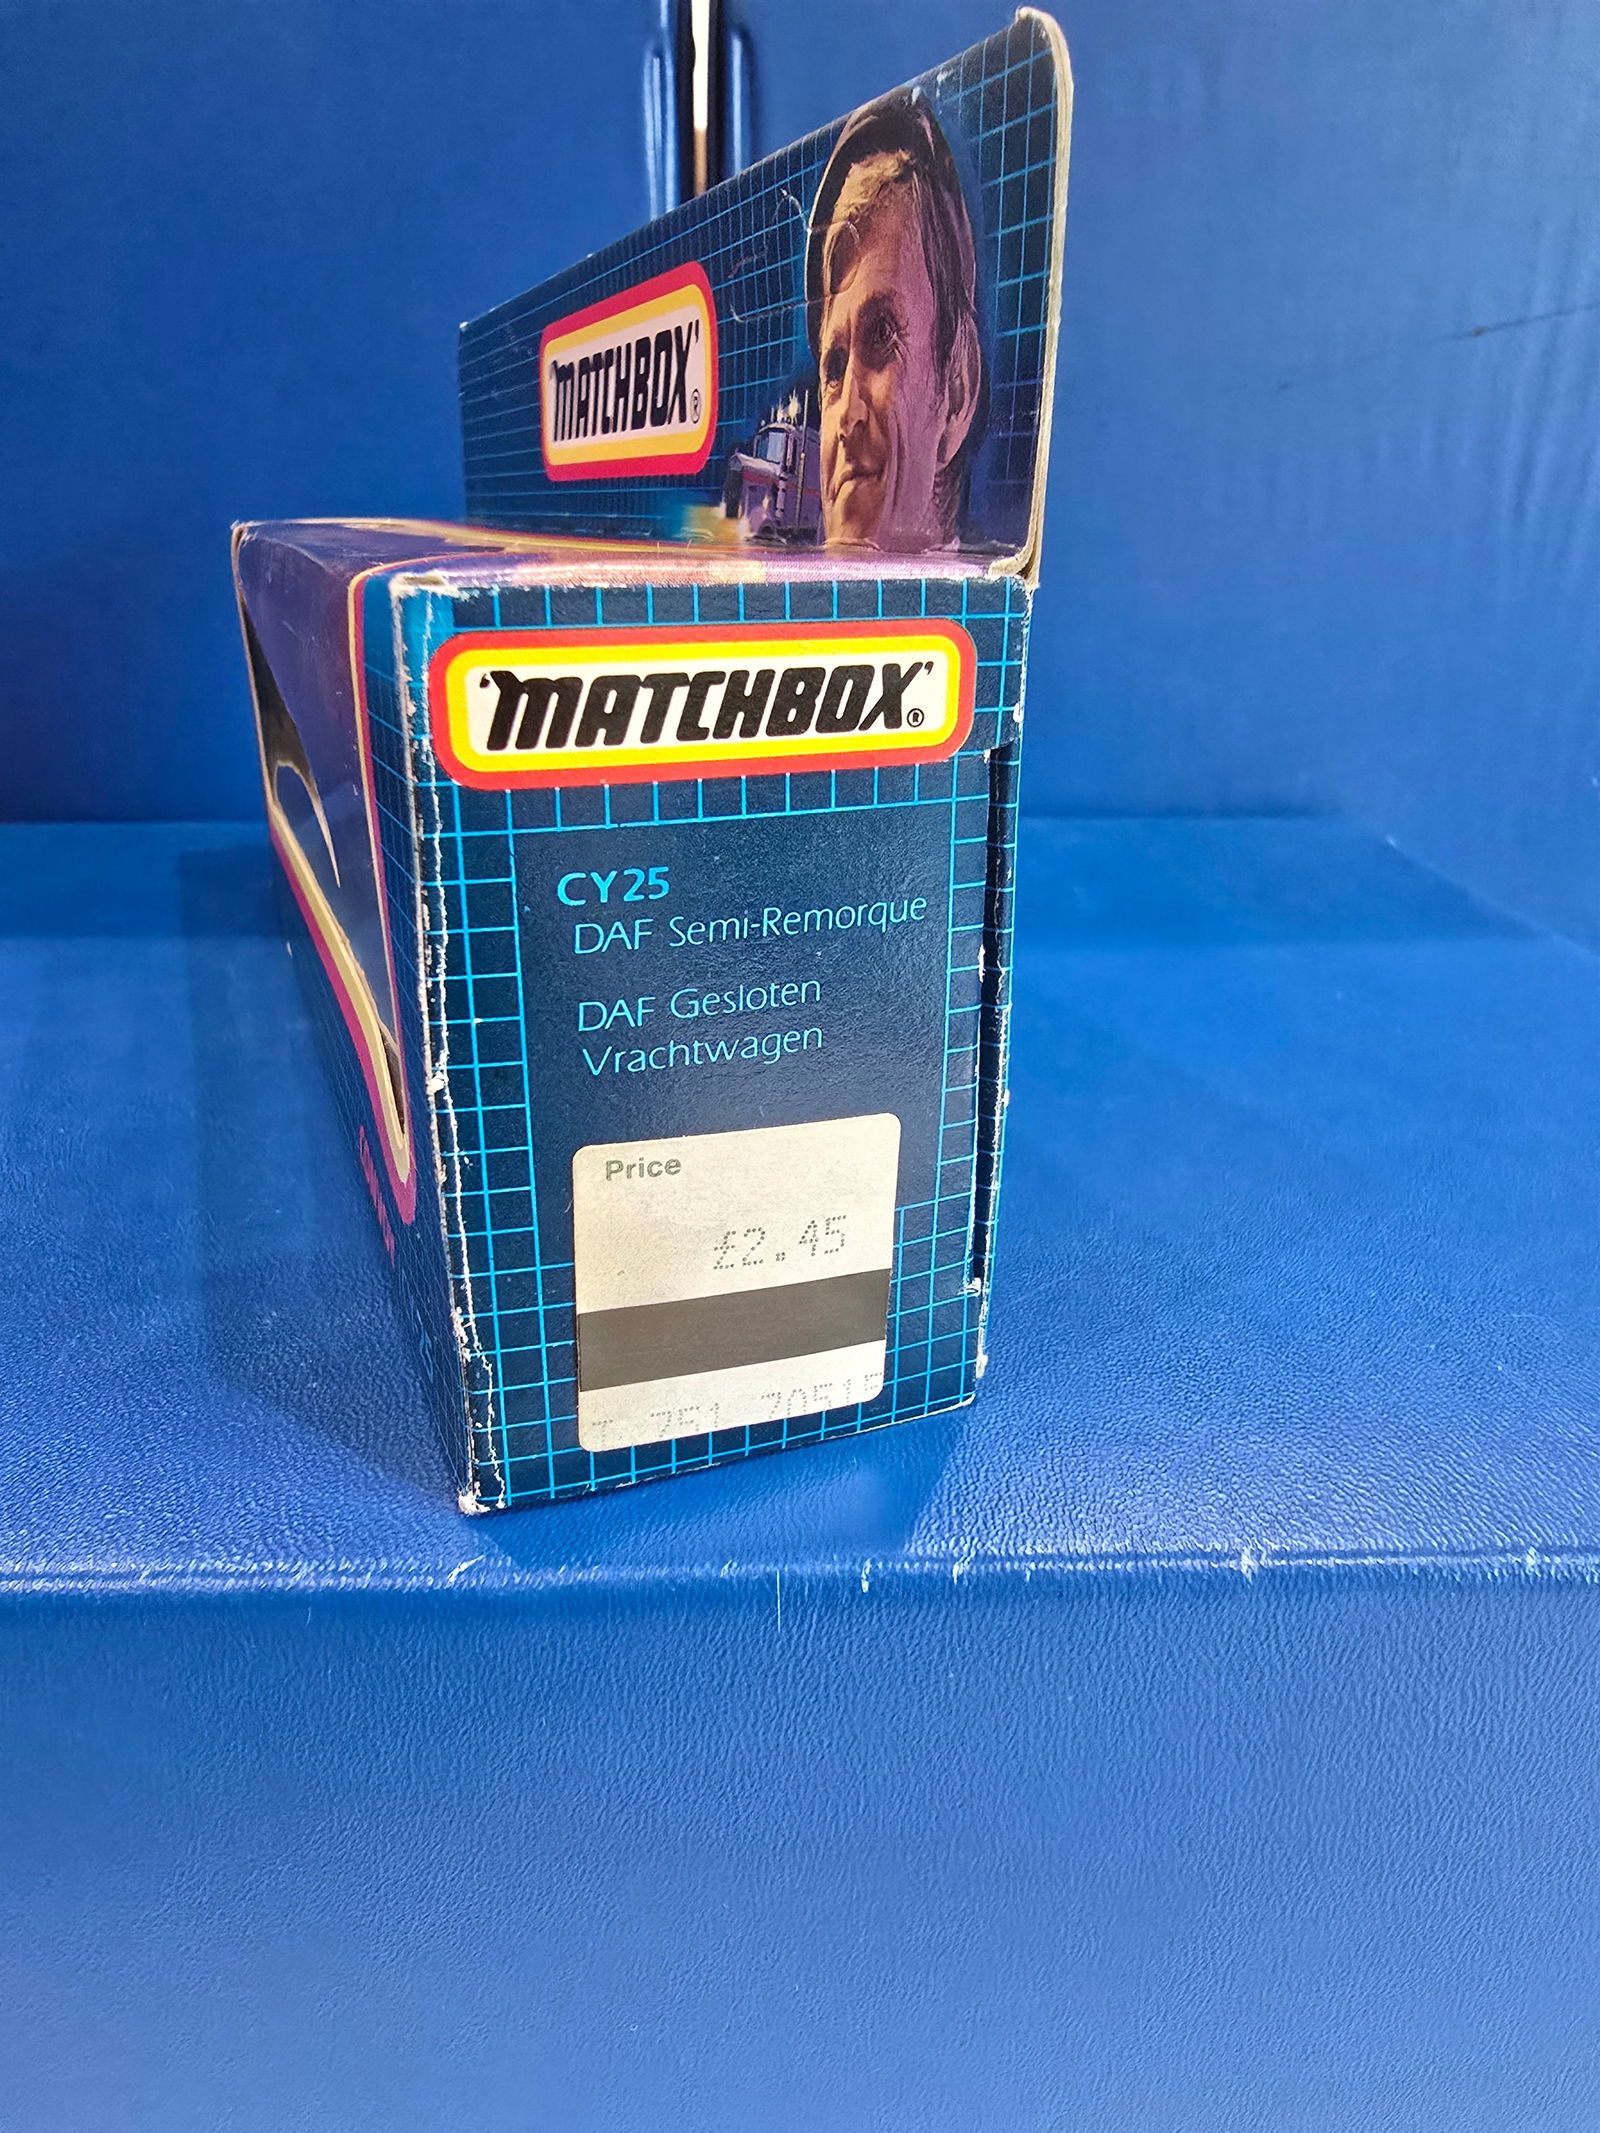 'MATCHBOX'®
'MATCHBOX'®
CY25
DAF Semi-Remorque
DAF Gesloten
Vrachtwagen
Price
£2.45